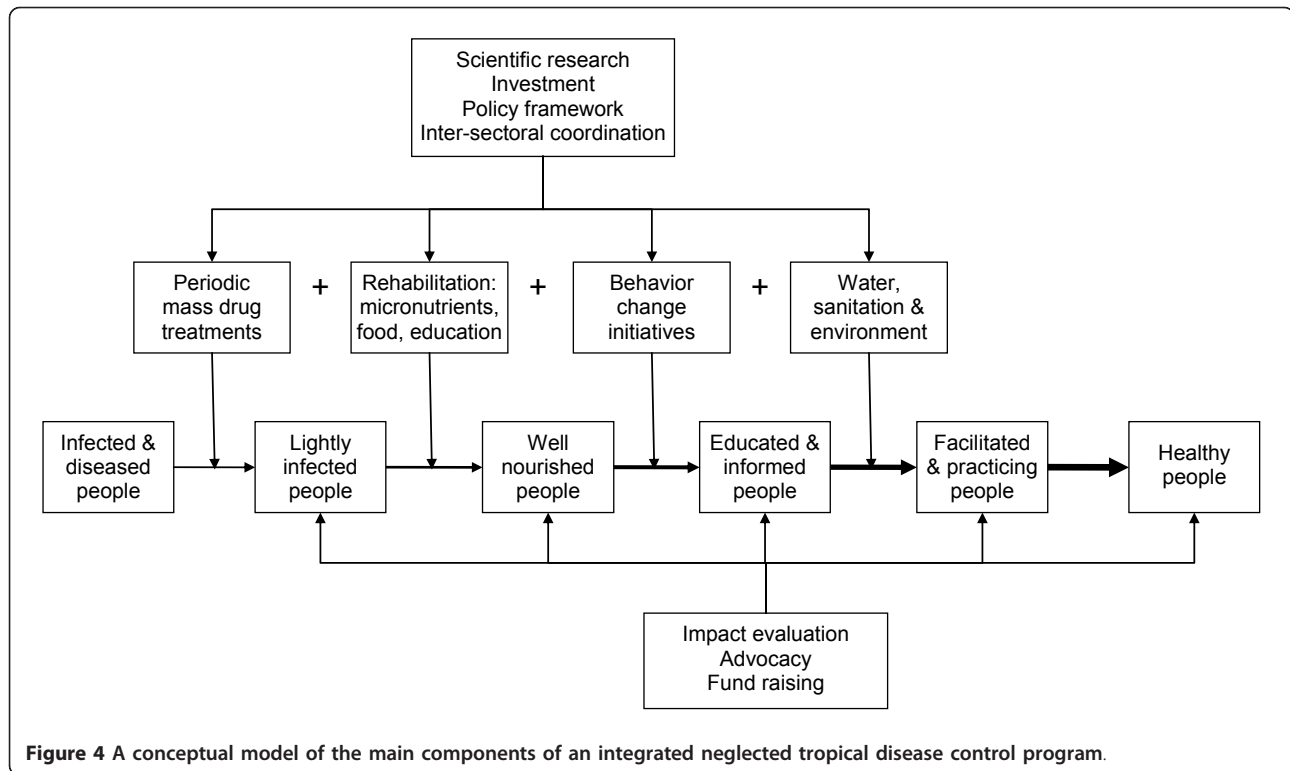 Scientific research
Investment
Policy framework
Inter-sectoral coordination
Periodic
mass drug
treatments
+
Rehabilitation:
micronutrients,
food, education
+
Behavior
change
initiatives
+
Water,
sanitation &
environment
Infected &
diseased
people
Lightly
infected
people
Well
nourished
people
Educated &
informed
people
Facilitated
& practicing
people
Healthy
people
Impact evaluation
Advocacy
Fund raising
Figure 4 A conceptual model of the main components of an integrated neglected tropical disease control program.